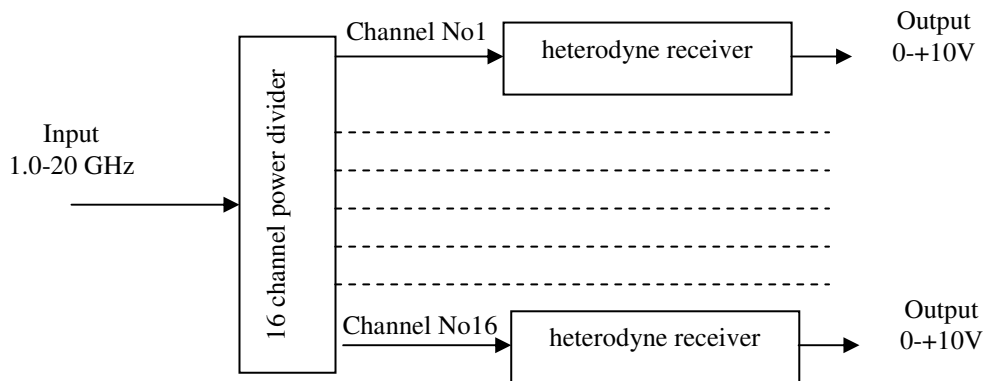 Channel No1
heterodyne receiver
Output
0-+10V
Input
1.0-20 GHz
16 channel power divider
Channel No16
heterodyne receiver
Output
0-+10V